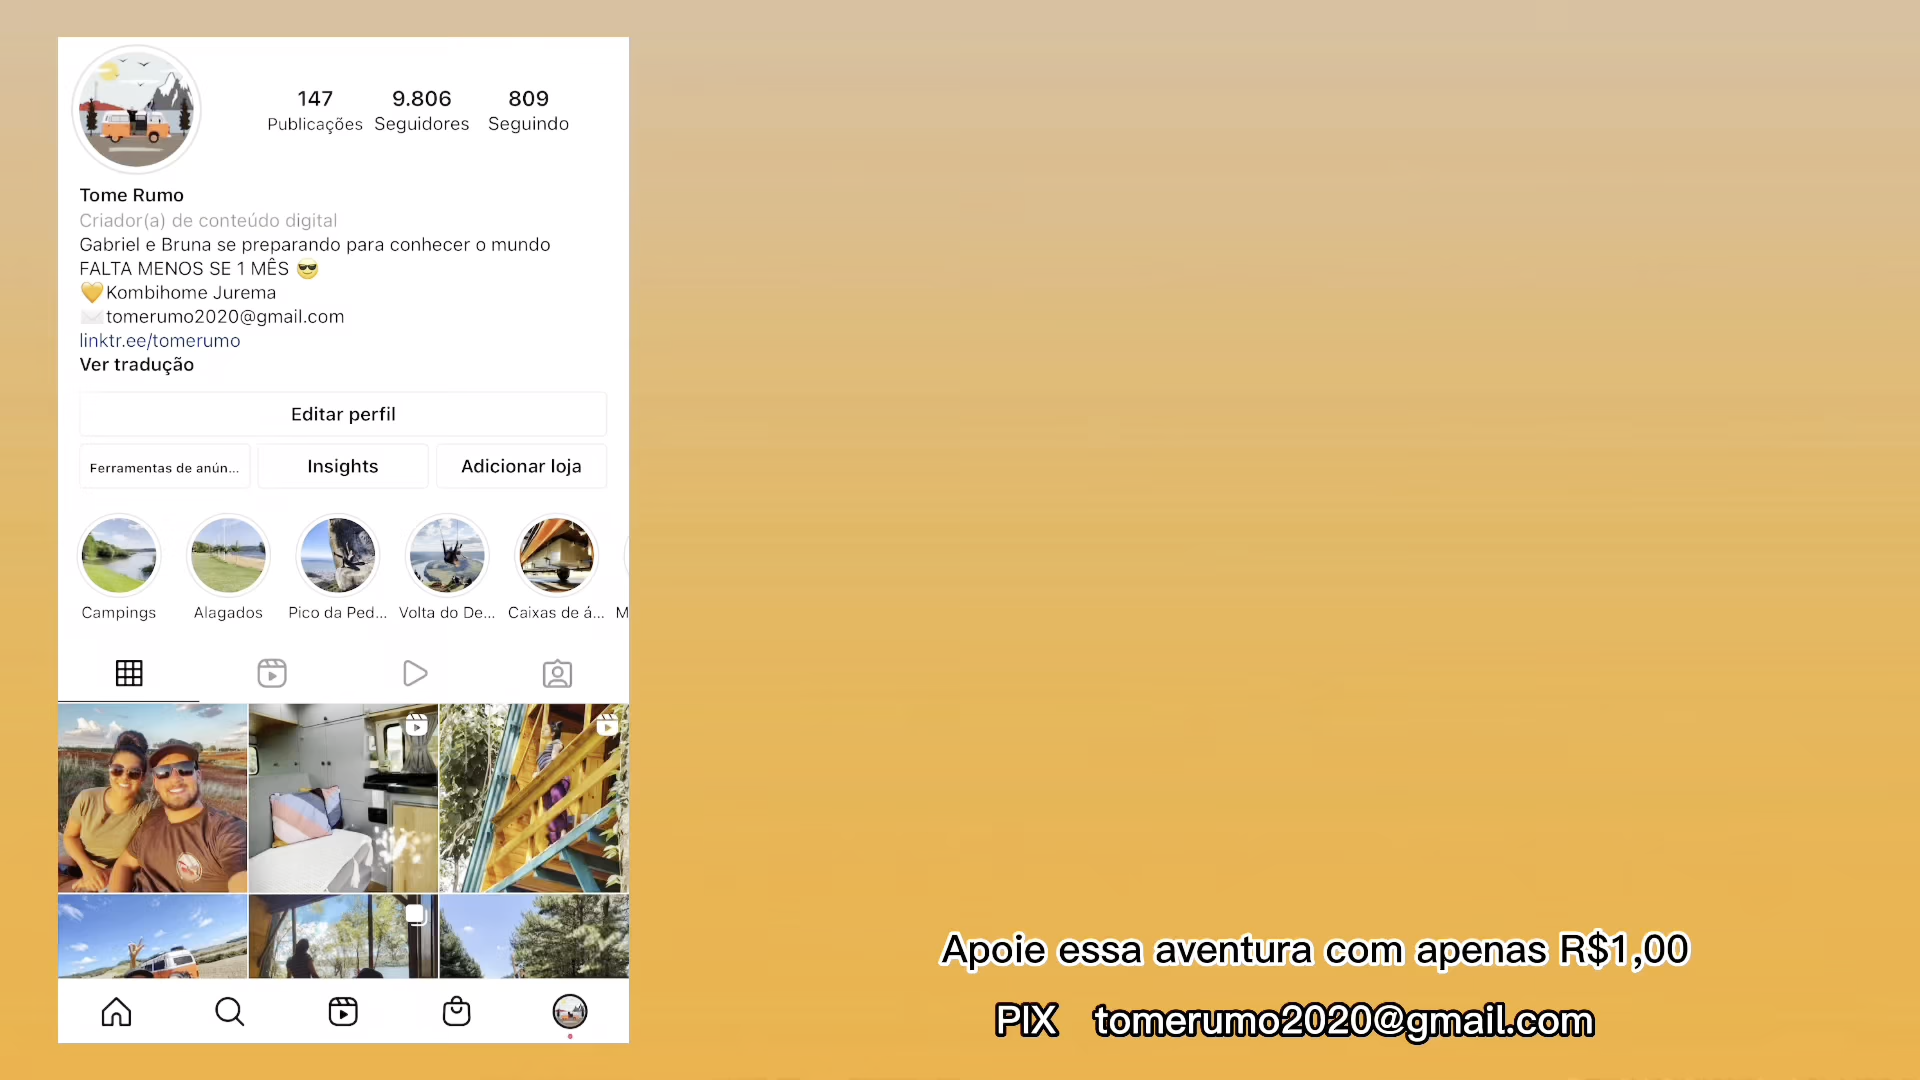 147 9.806 809
Publicações Seguidores Seguindo
Tome Rumo
Criador(a) de conteúdo digital
Gabriel e Bruna se preparando para conhecer o mundo
FALTA MENOS SE 1 MÊS 😎
💛Kombihome Jurema
✉️tomerumo2020@gmail.com
linktr.ee/tomerumo
Ver tradução
Editar perfil
Ferramentas de anún... Insights Adicionar loja
Campings Alagados Pico da Ped... Volta do De... Caixas de á... M
Apoie essa aventura com apenas R$1,00
PIX tomerumo2020@gmail.com